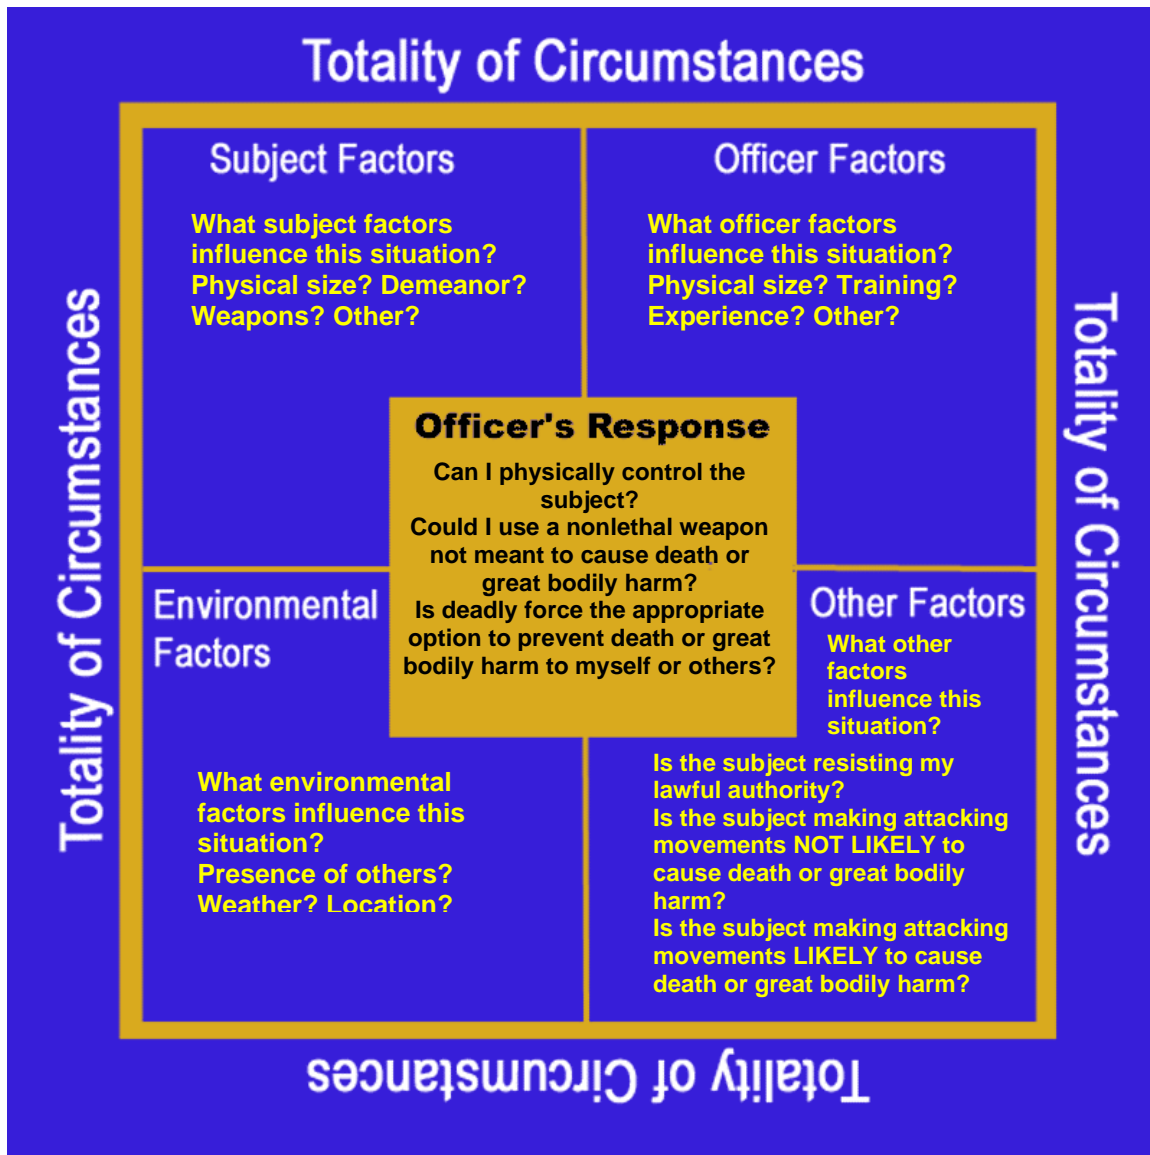 Totality of Circumstances
Totality of Circumstances
Subject Factors
What subject factors
influence this situation?
Physical size? Demeanor?
Weapons? Other?
Officer Factors
What officer factors
influence this situation?
Physical size? Training?
Experience? Other?
Totality of Circumstances
Officer's Response
Can I physically control the
subject?
Could I use a nonlethal weapon
not meant to cause death or
great bodily harm?
Is deadly force the appropriate
option to prevent death or great
bodily harm to myself or others?
Environmental
Factors
What environmental
factors influence this
situation?
Presence of others?
Weather? Location?
Other Factors
What other
factors
influence this
situation?
Is the subject resisting my
lawful authority?
Is the subject making attacking
movements NOT LIKELY to
cause death or great bodily
harm?
Is the subject making attacking
movements LIKELY to cause
death or great bodily harm?
Totality of Circumstances